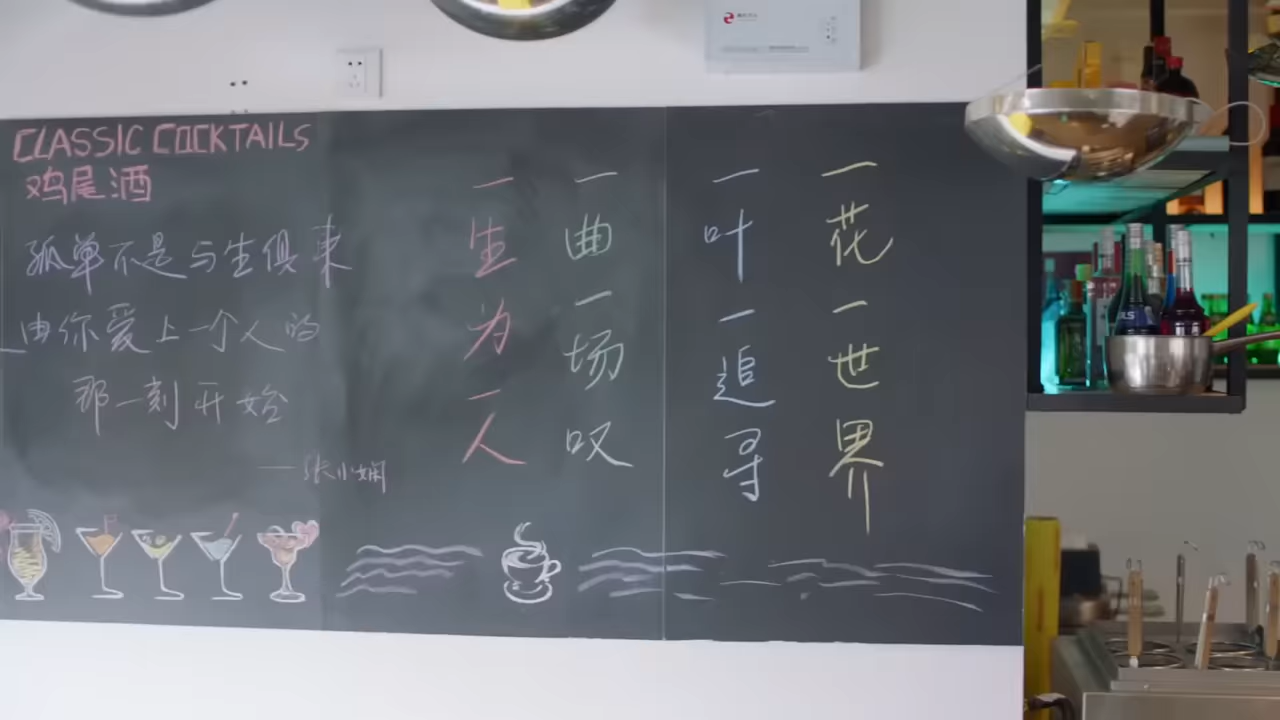 CLASSIC COCKTAILS
鸡尾酒
孤单不是与生俱来
由你爱上一个人的
那一刻开始
——张小娴
一花一世界
一叶一追寻
一曲一场叹
一生为一人